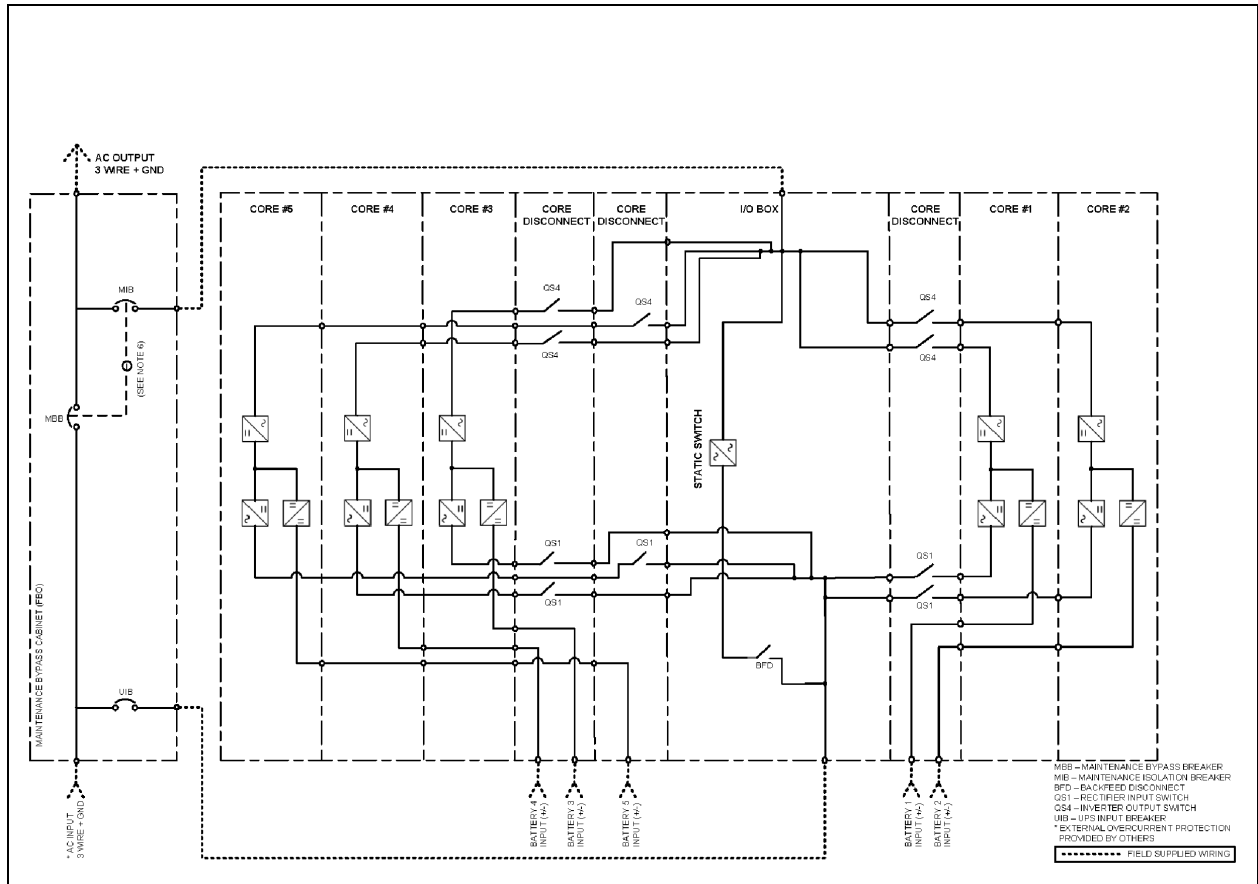 AC OUTPUT
3 WIRE + GND
CORE #5
CORE #4
CORE #3
CORE
DISCONNECT
CORE
DISCONNECT
I/O BOX
CORE
DISCONNECT
CORE #1
CORE #2
MIB
(SEE NOTE 6)
MBB
QS4
QS4
QS4
QS4
QS4
STATIC SWITCH
QS1
QS1
QS1
QS1
QS1
BFD
UIB
MAINTENANCE BYPASS CABINET (FBO)
* AC INPUT
3 WIRE + GND
BATTERY 4
INPUT (+/-)
BATTERY 3
INPUT (+/-)
BATTERY 5
INPUT (+/-)
BATTERY 1
INPUT (+/-)
BATTERY 2
INPUT (+/-)
MBB – MAINTENANCE BYPASS BREAKER
MIB – MAINTENANCE ISOLATION BREAKER
BFD – BACKFEED DISCONNECT
QS1 – RECTIFIER INPUT SWITCH
QS4 – INVERTER OUTPUT SWITCH
UIB – UPS INPUT BREAKER
* EXTERNAL OVERCURRENT PROTECTION
PROVIDED BY OTHERS
FIELD SUPPLIED WIRING